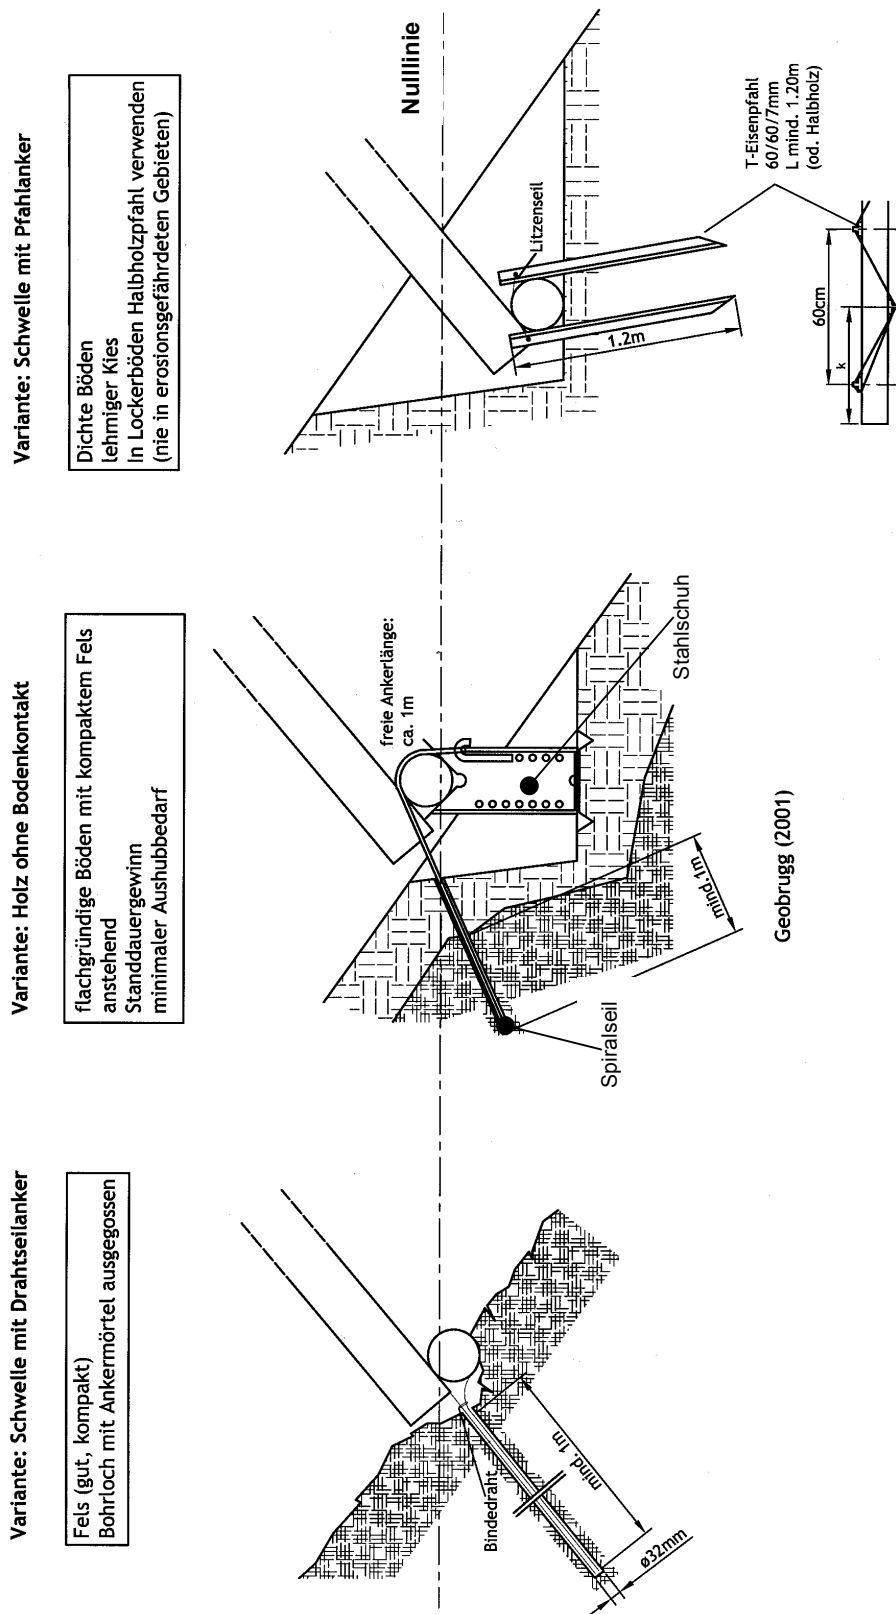 Variante: Schwelle mit Drahtseilanker
Fels (gut, kompakt)
Bohrloch mit Ankermörtel ausgegossen
Bindedraht
mind. 1m
ø32mm
Variante: Holz ohne Bodenkontakt
flachgründige Böden mit kompaktem Fels
anstehend
Standdauergewinn
minimaler Aushubbedarf
freie Ankerlänge:
ca. 1m
Stahlschuh
Spiralseil
mind.1m
Geobrugg (2001)
Variante: Schwelle mit Pfahlanker
Dichte Böden
lehmiger Kies
In Lockerböden Halbholzpfahl verwenden
(nie in erosionsgefährdeten Gebieten)
Nulllinie
Litzenseil
1.2m
T-Eisenpfahl
60/60/7mm
L mind. 1.20m
(od. Halbholz)
60cm
k